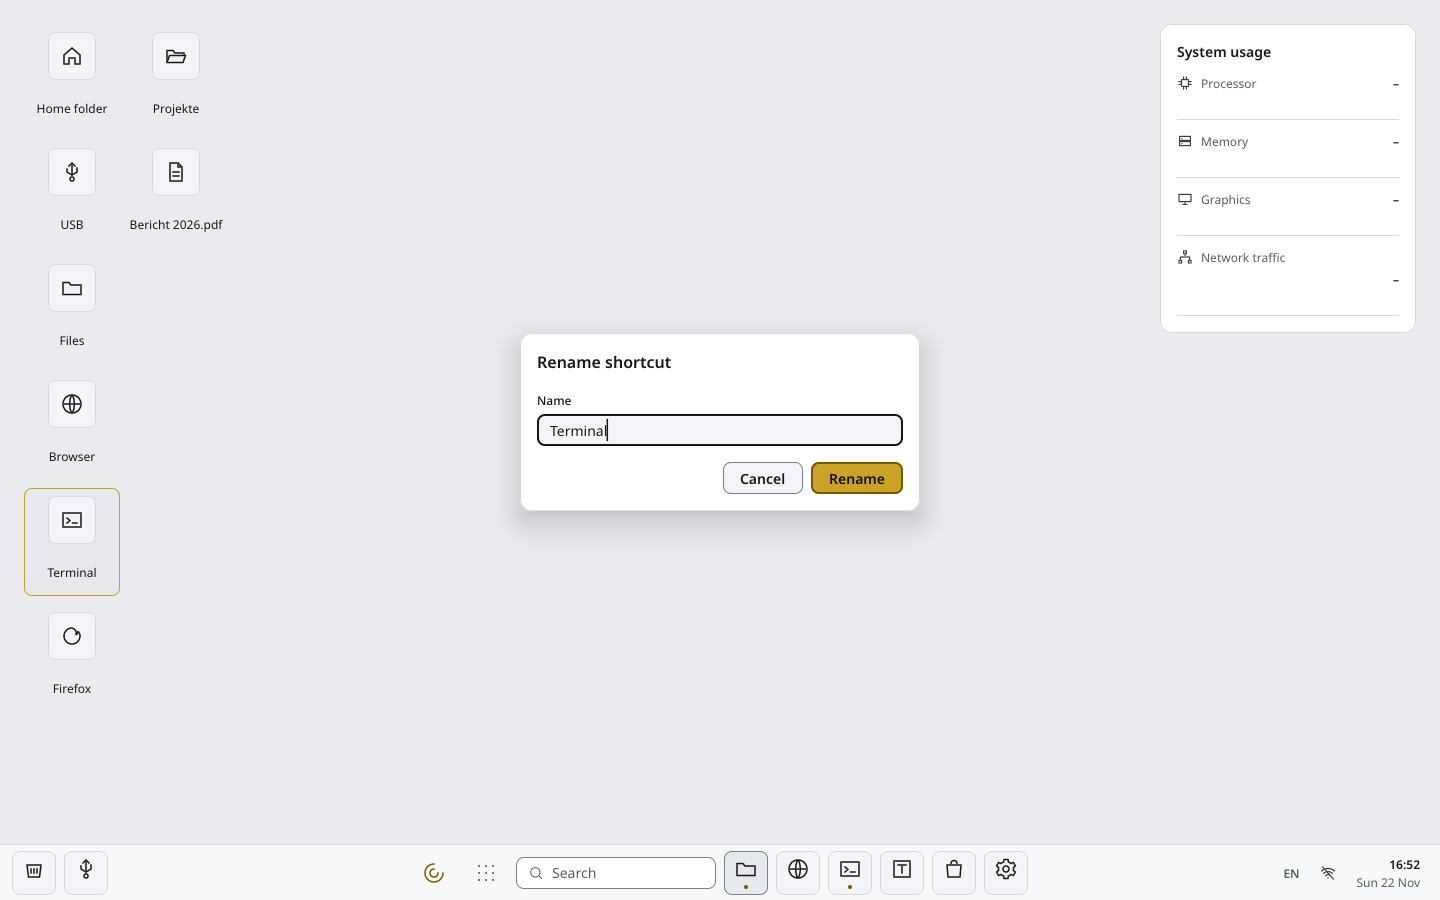 Home folder
Projekte
USB
Bericht 2026.pdf
Files
Browser
Terminal
Firefox
System usage
Processor –
Memory –
Graphics –
Network traffic
–
Rename shortcut
Name
Terminal
Cancel Rename
Search
EN
16:52
Sun 22 Nov